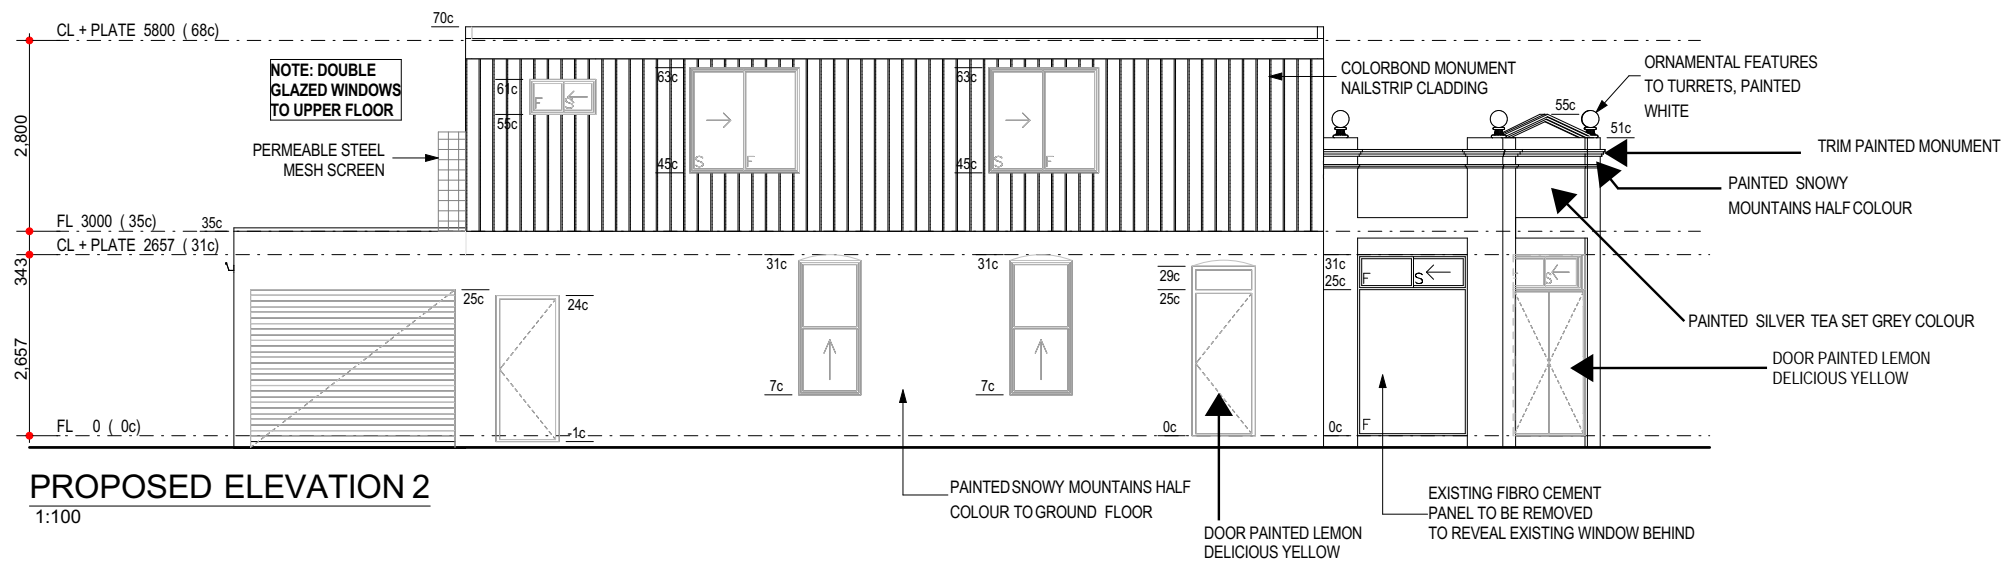 70c
CL + PLATE 5800 ( 68c)
NOTE: DOUBLE
GLAZED WINDOWS
TO UPPER FLOOR
61c
F S
55c
63c
S F
45c
63c
S F
45c
COLORBOND MONUMENT
NAILSTRIP CLADDING
ORNAMENTAL FEATURES
TO TURRETS, PAINTED
WHITE
55c
51c
TRIM PAINTED MONUMENT
PAINTED SNOWY
MOUNTAINS HALF COLOUR
2,800
PERMEABLE STEEL
MESH SCREEN
FL 3000 ( 35c)
35c
CL + PLATE 2657 ( 31c)
343
31c
31c
29c
25c
31c
25c
F S
S
25c
24c
PAINTED SILVER TEA SET GREY COLOUR
2,657
DOOR PAINTED LEMON
DELICIOUS YELLOW
7c
7c
FL 0 ( 0c)
-1c
0c
0c
F
PROPOSED ELEVATION 2
1:100
PAINTED SNOWY MOUNTAINS HALF
COLOUR TO GROUND FLOOR
DOOR PAINTED LEMON
DELICIOUS YELLOW
EXISTING FIBRO CEMENT
PANEL TO BE REMOVED
TO REVEAL EXISTING WINDOW BEHIND